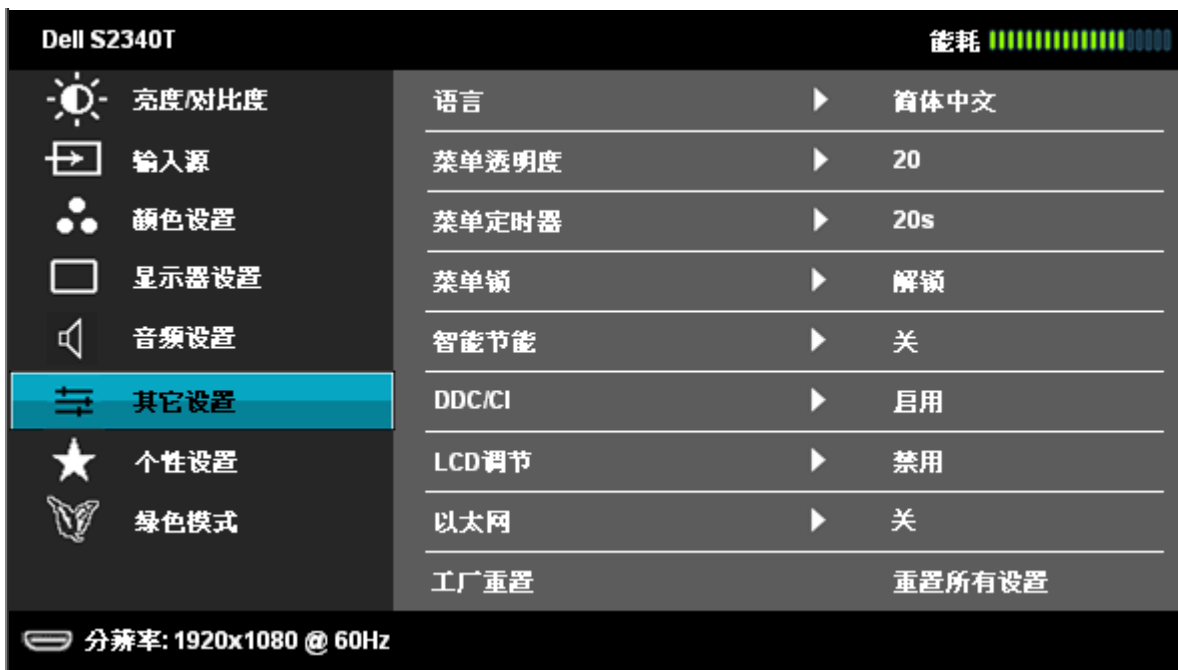 Dell S2340T
能耗
亮度/对比度
输入源
颜色设置
显示器设置
音频设置
其它设置
个性设置
绿色模式
语言 简体中文
菜单透明度 20
菜单定时器 20s
菜单锁 解锁
智能节能 关
DDC/CI 启用
LCD调节 禁用
以太网 关
工厂重置 重置所有设置
分辨率: 1920x1080 @ 60Hz